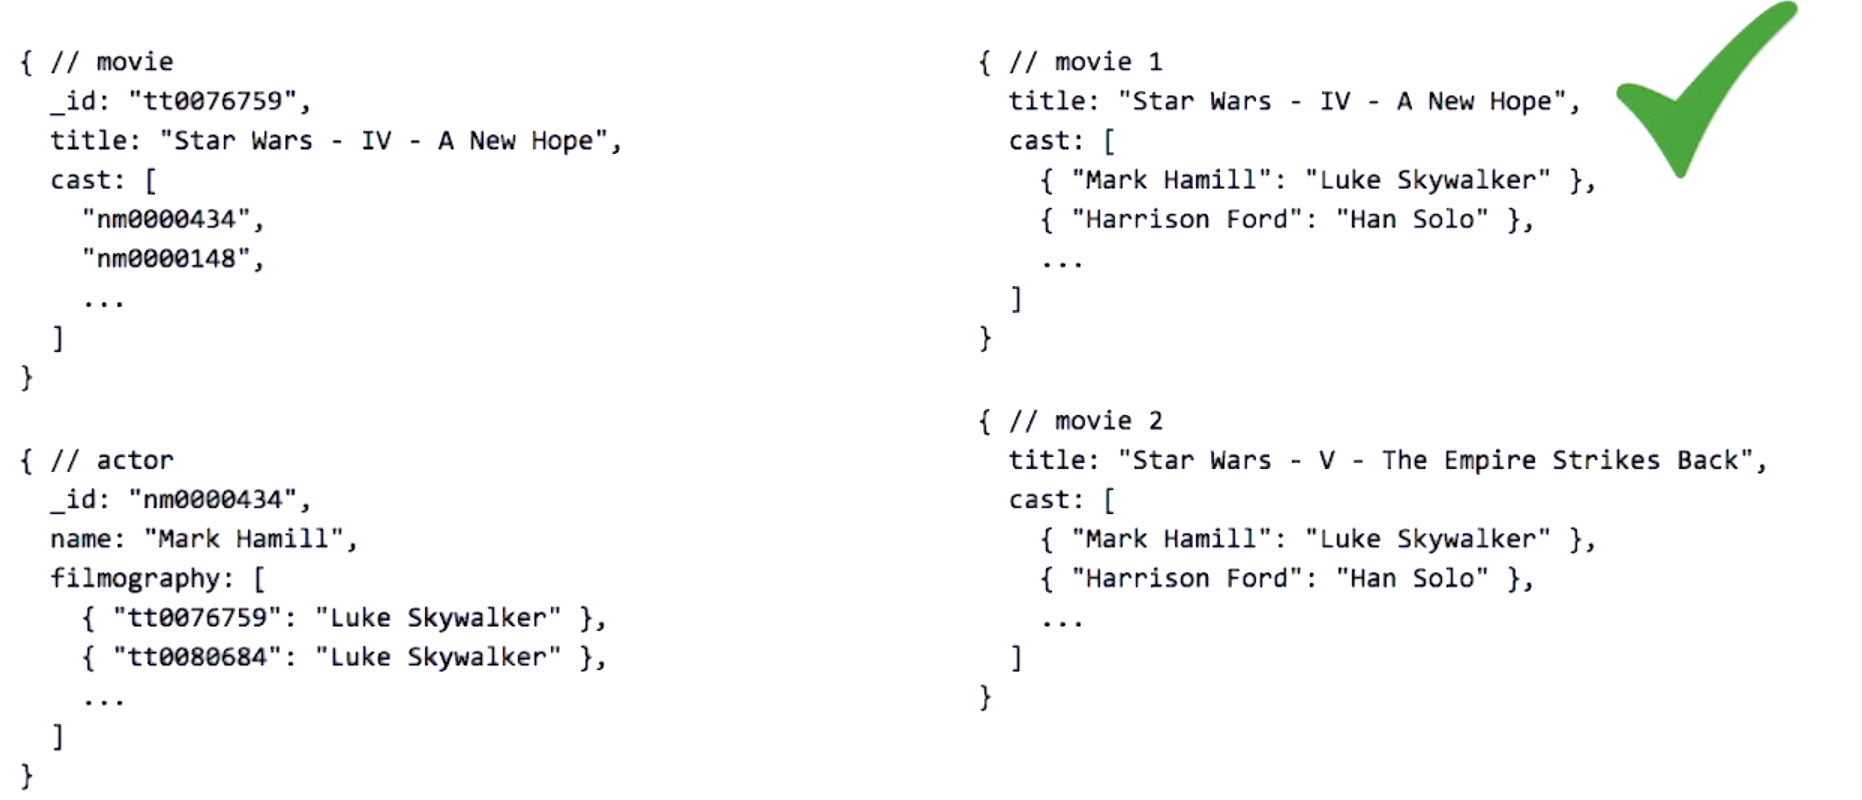 { // movie
  _id: "tt0076759",
  title: "Star Wars - IV - A New Hope",
  cast: [
    "nm0000434",
    "nm0000148",
    ...
  ]
}
{ // actor
  _id: "nm0000434",
  name: "Mark Hamill",
  filmography: [
    { "tt0076759": "Luke Skywalker" },
    { "tt0080684": "Luke Skywalker" },
    ...
  ]
}
{ // movie 1
  title: "Star Wars - IV - A New Hope",
  cast: [
    { "Mark Hamill": "Luke Skywalker" },
    { "Harrison Ford": "Han Solo" },
    ...
  ]
}
{ // movie 2
  title: "Star Wars - V - The Empire Strikes Back",
  cast: [
    { "Mark Hamill": "Luke Skywalker" },
    { "Harrison Ford": "Han Solo" },
    ...
  ]
}